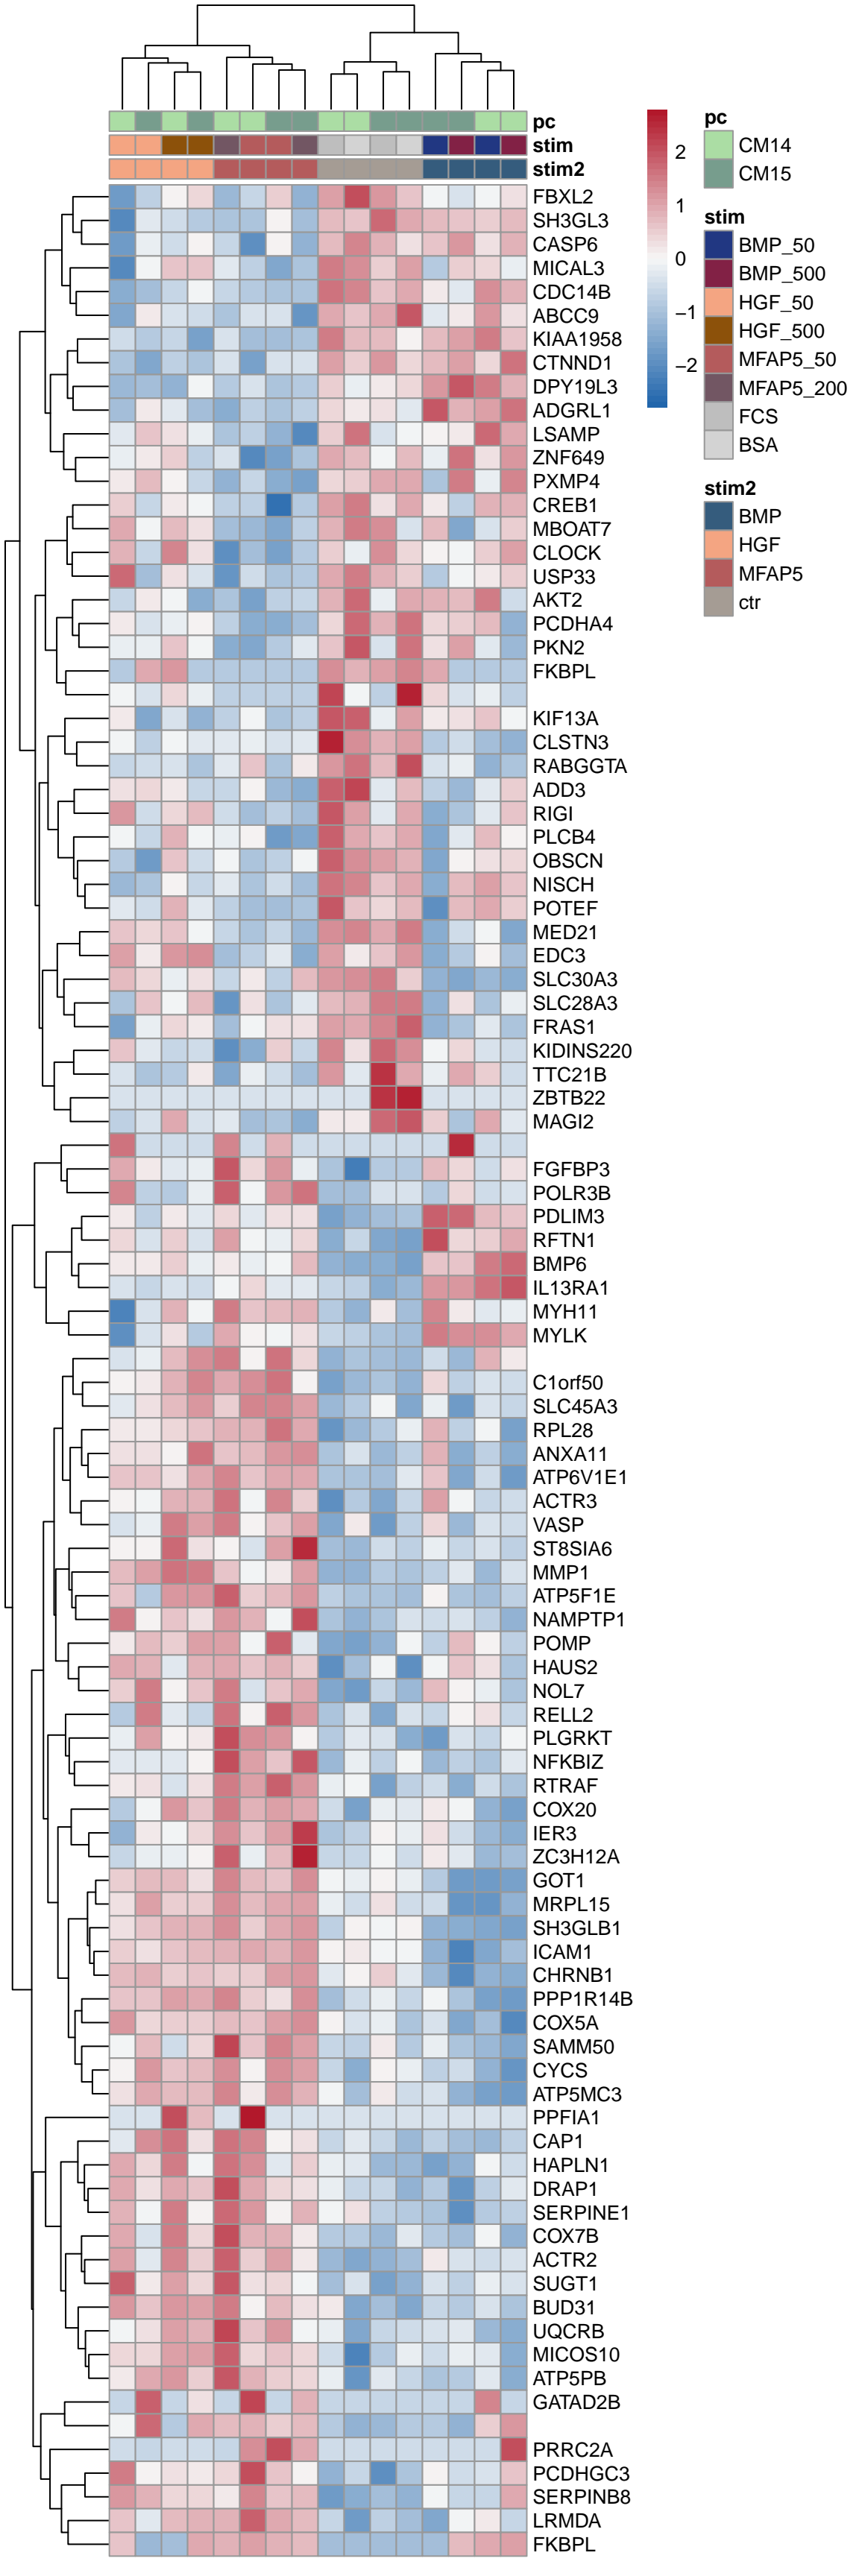 pc
stim
stim2
FBXL2
SH3GL3
CASP6
MICAL3
CDC14B
ABCC9
KIAA1958
CTNND1
DPY19L3
ADGRL1
LSAMP
ZNF649
PXMP4
CREB1
MBOAT7
CLOCK
USP33
AKT2
PCDHA4
PKN2
FKBPL
KIF13A
CLSTN3
RABGGTA
ADD3
RIGI
PLCB4
OBSCN
NISCH
POTEF
MED21
EDC3
SLC30A3
SLC28A3
FRAS1
KIDINS220
TTC21B
ZBTB22
MAGI2
FGFBP3
POLR3B
PDLIM3
RFTN1
BMP6
IL13RA1
MYH11
MYLK
C1orf50
SLC45A3
RPL28
ANXA11
ATP6V1E1
ACTR3
VASP
ST8SIA6
MMP1
ATP5F1E
NAMPTP1
POMP
HAUS2
NOL7
RELL2
PLGRKT
NFKBIZ
RTRAF
COX20
IER3
ZC3H12A
GOT1
MRPL15
SH3GLB1
ICAM1
CHRNB1
PPP1R14B
COX5A
SAMM50
CYCS
ATP5MC3
PPFIA1
CAP1
HAPLN1
DRAP1
SERPINE1
COX7B
ACTR2
SUGT1
BUD31
UQCRB
MICOS10
ATP5PB
GATAD2B
PRRC2A
PCDHGC3
SERPINB8
LRMDA
FKBPL
2
1
0
−1
−2
pc
CM14
CM15
stim
BMP_50
BMP_500
HGF_50
HGF_500
MFAP5_50
MFAP5_200
FCS
BSA
stim2
BMP
HGF
MFAP5
ctr